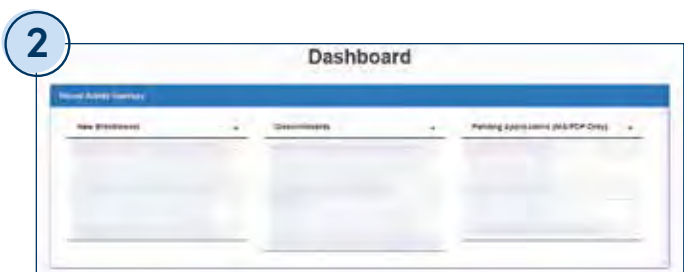 2
Dashboard
Recent Activity Summary
New Enrollments
Disenrollments
Pending Applications (MA/PDP Only)